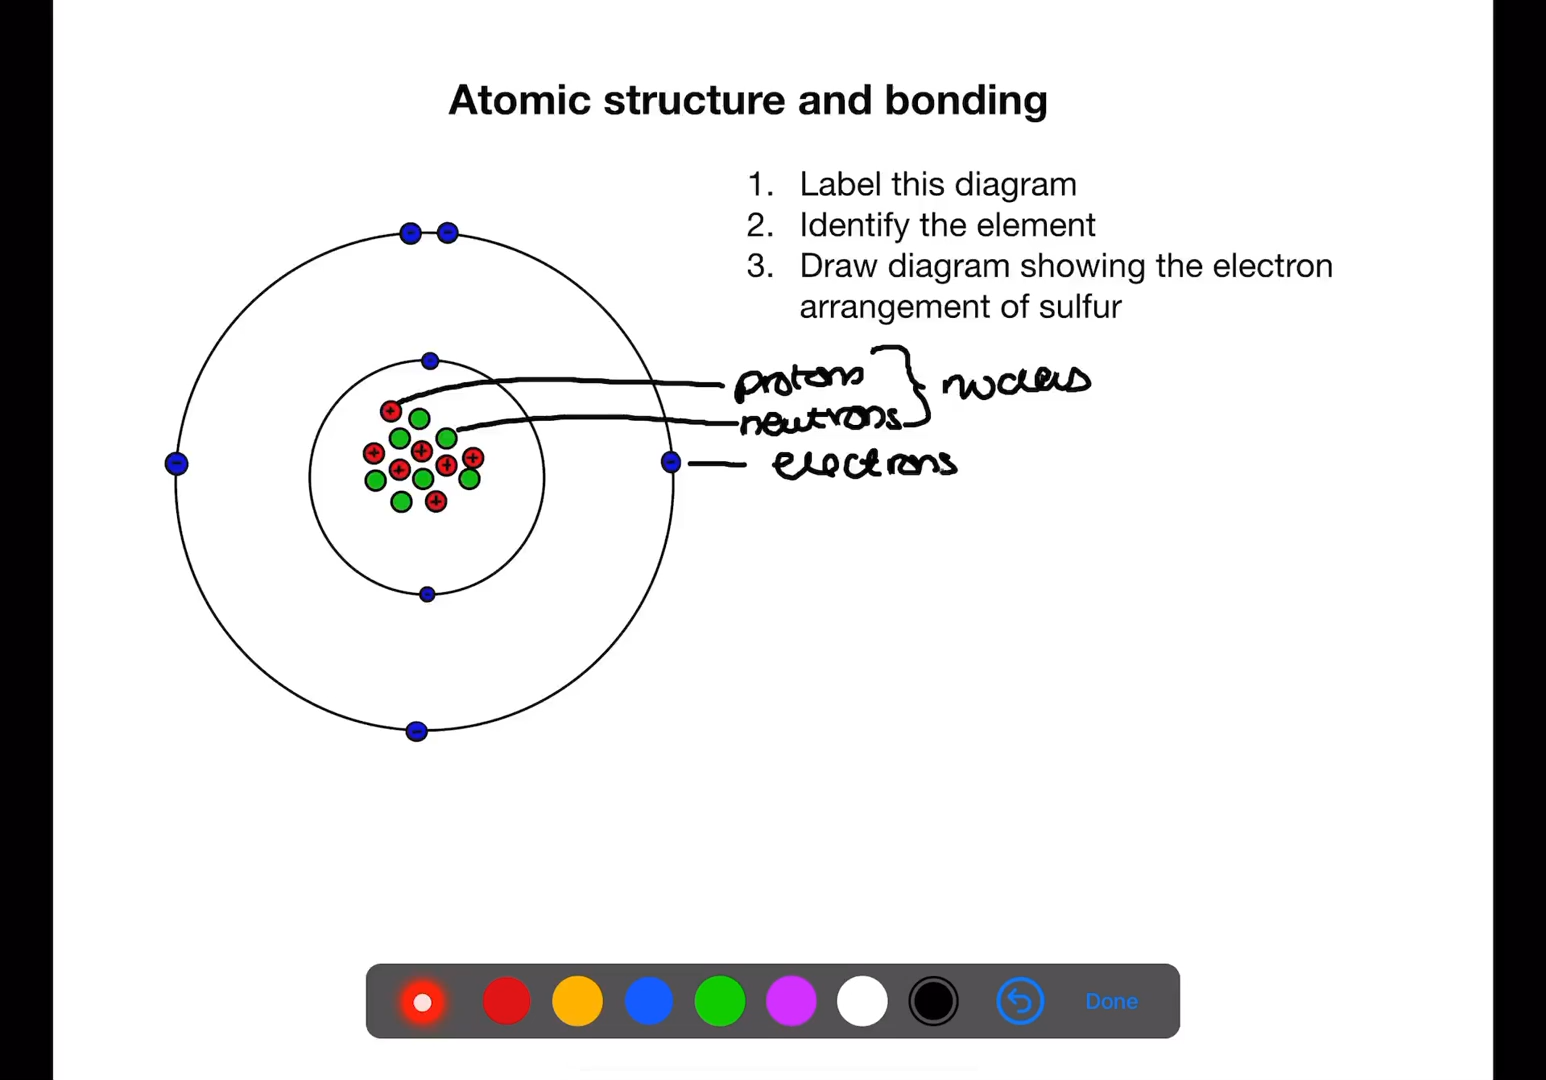 Atomic structure and bonding
1. Label this diagram
2. Identify the element
3. Draw diagram showing the electron
arrangement of sulfur
protons
nucleus
neutrons
electrons
Done